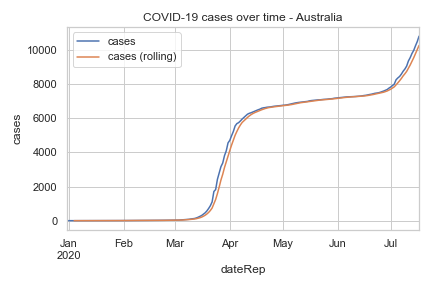 COVID-19 cases over time - Australia
cases
cases (rolling)
10000
8000
6000
4000
2000
0
cases
Jan Feb Mar Apr May Jun Jul
2020
dateRep